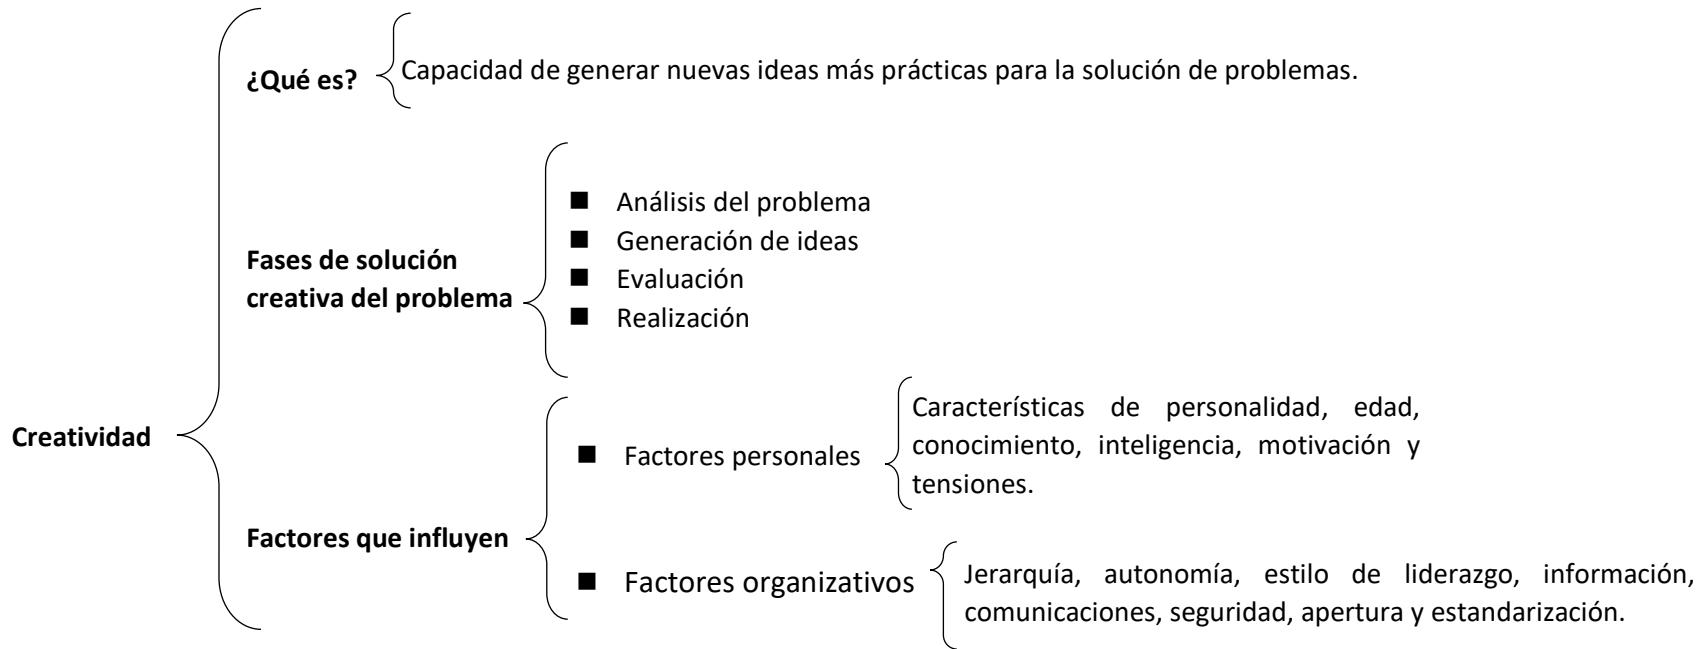 ¿Qué es?
Capacidad de generar nuevas ideas más prácticas para la solución de problemas.
Fases de solución
creativa del problema
Análisis del problema
Generación de ideas
Evaluación
Realización
Creatividad
Factores que influyen
Factores personales
Características de personalidad, edad,
conocimiento, inteligencia, motivación y
tensiones.
Factores organizativos
Jerarquía, autonomía, estilo de liderazgo, información,
comunicaciones, seguridad, apertura y estandarización.